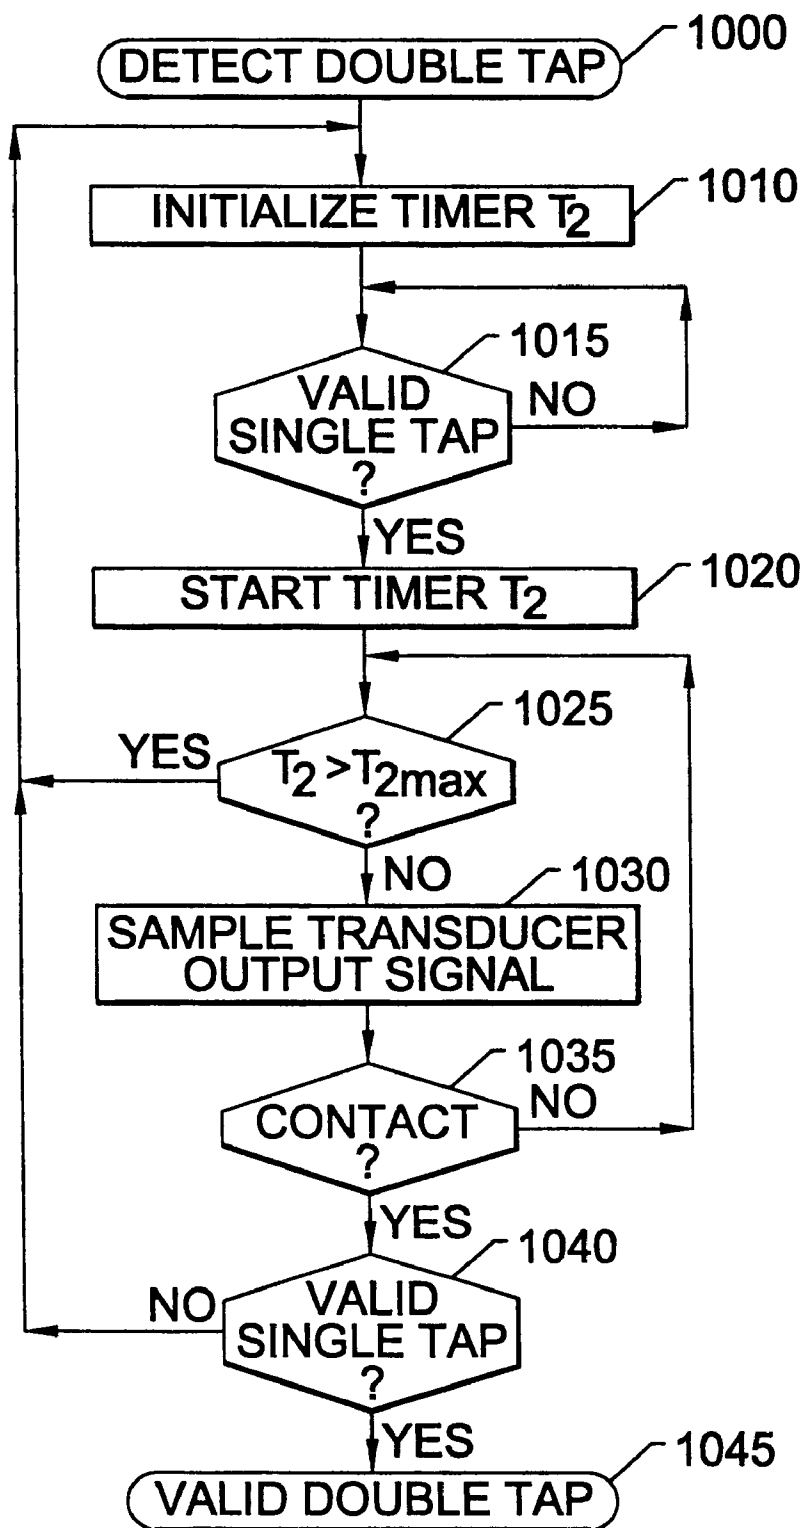 1000
DETECT DOUBLE TAP
1010
INITIALIZE TIMER T2
1015
VALID
SINGLE TAP
?
NO
YES
1020
START TIMER T2
1025
YES
T2 >T2max
?
NO
1030
SAMPLE TRANSDUCER
OUTPUT SIGNAL
1035
CONTACT
?
NO
YES
1040
NO
VALID
SINGLE TAP
?
YES
1045
VALID DOUBLE TAP